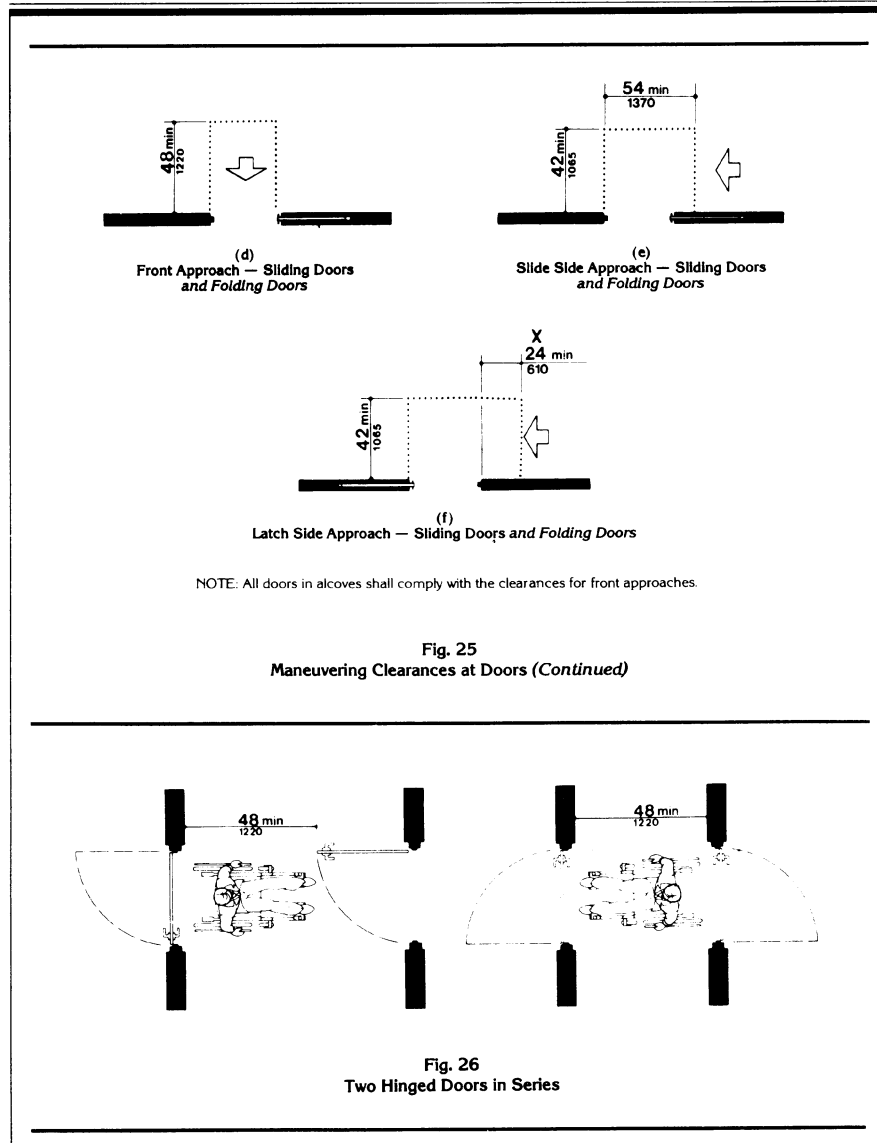 54 min
1370
48 min
1220
42 min
1065
(d)
Front Approach — Sliding Doors
and Folding Doors
(e)
Slide Side Approach — Sliding Doors
and Folding Doors
X
24 min
610
42 min
1065
(f)
Latch Side Approach — Sliding Doors and Folding Doors
NOTE: All doors in alcoves shall comply with the clearances for front approaches.
Fig. 25
Maneuvering Clearances at Doors (Continued)
48 min
1220
48 min
1220
Fig. 26
Two Hinged Doors in Series